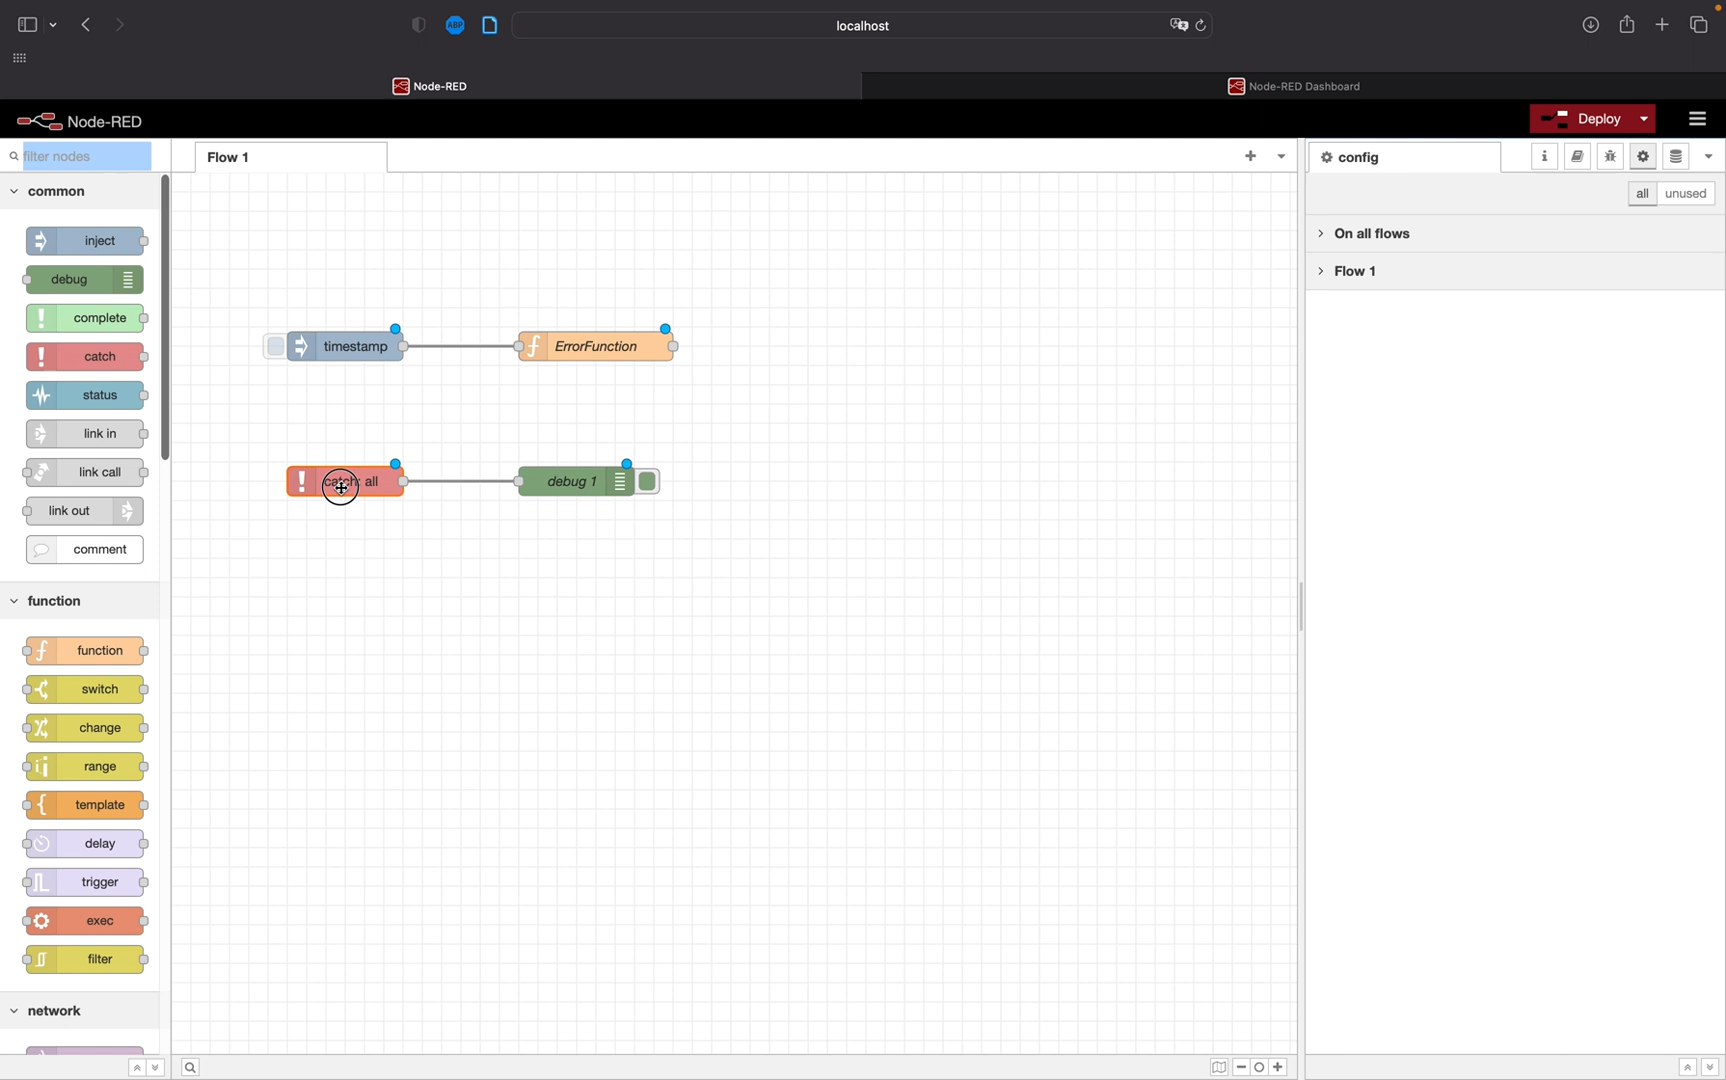 localhost
ABP
Node-RED
Node-RED Dashboard
Node-RED
Deploy
filter nodes
Flow 1
config
common
all
unused
inject
On all flows
debug
Flow 1
complete
timestamp
ErrorFunction
catch
status
link in
link call
catch: all
debug 1
link out
comment
function
function
switch
change
range
template
delay
trigger
exec
filter
network